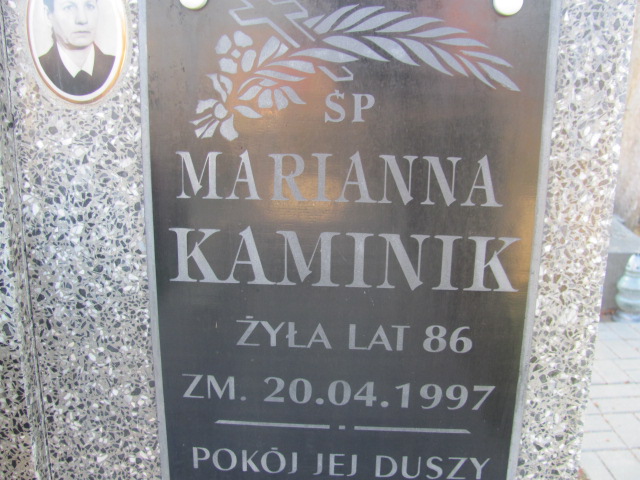 ŚP
MARIANNA
KAMINIK
ŻYŁA LAT 86
ZM. 20.04.1997
POKÓJ JEJ DUSZY